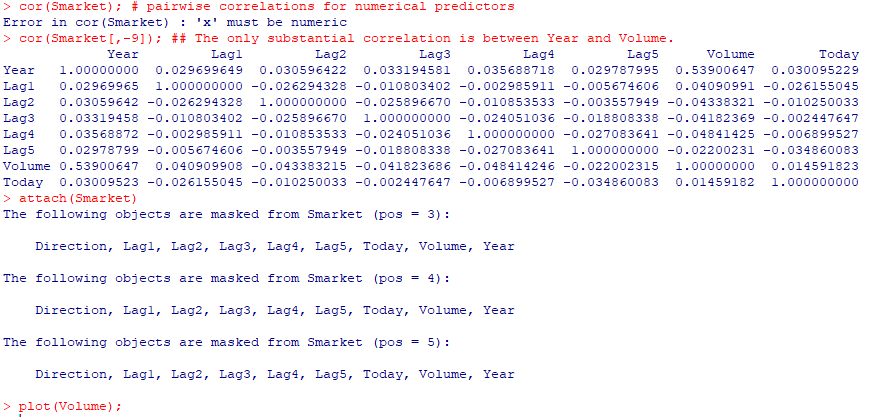 > cor(Smarket); # pairwise correlations for numerical predictors
Error in cor(Smarket) : 'x' must be numeric
> cor(Smarket[,-9]); ## The only substantial correlation is between Year and Volume.
Year Lag1 Lag2 Lag3 Lag4 Lag5 Volume Today
Year 1.00000000 0.029699649 0.030596422 0.033194581 0.035688718 0.029787995 0.53900647 0.030095229
Lag1 0.02969965 1.000000000 -0.026294328 -0.010803402 -0.002985911 -0.005674606 0.04090991 -0.026155045
Lag2 0.03059642 -0.026294328 1.000000000 -0.025896670 -0.010853533 -0.003557949 -0.04338321 -0.010250033
Lag3 0.03319458 -0.010803402 -0.025896670 1.000000000 -0.024051036 -0.018808338 -0.04182369 -0.002447647
Lag4 0.03568872 -0.002985911 -0.010853533 -0.024051036 1.000000000 -0.027083641 -0.04841425 -0.006899527
Lag5 0.02978799 -0.005674606 -0.003557949 -0.018808338 -0.027083641 1.000000000 -0.02200231 -0.034860083
Volume 0.53900647 0.040909908 -0.043383215 -0.041823686 -0.048414246 -0.022002315 1.00000000 0.014591823
Today 0.03009523 -0.026155045 -0.010250033 -0.002447647 -0.006899527 -0.034860083 0.01459182 1.000000000
> attach(Smarket)
The following objects are masked from Smarket (pos = 3):
Direction, Lag1, Lag2, Lag3, Lag4, Lag5, Today, Volume, Year
The following objects are masked from Smarket (pos = 4):
Direction, Lag1, Lag2, Lag3, Lag4, Lag5, Today, Volume, Year
The following objects are masked from Smarket (pos = 5):
Direction, Lag1, Lag2, Lag3, Lag4, Lag5, Today, Volume, Year
> plot(Volume);